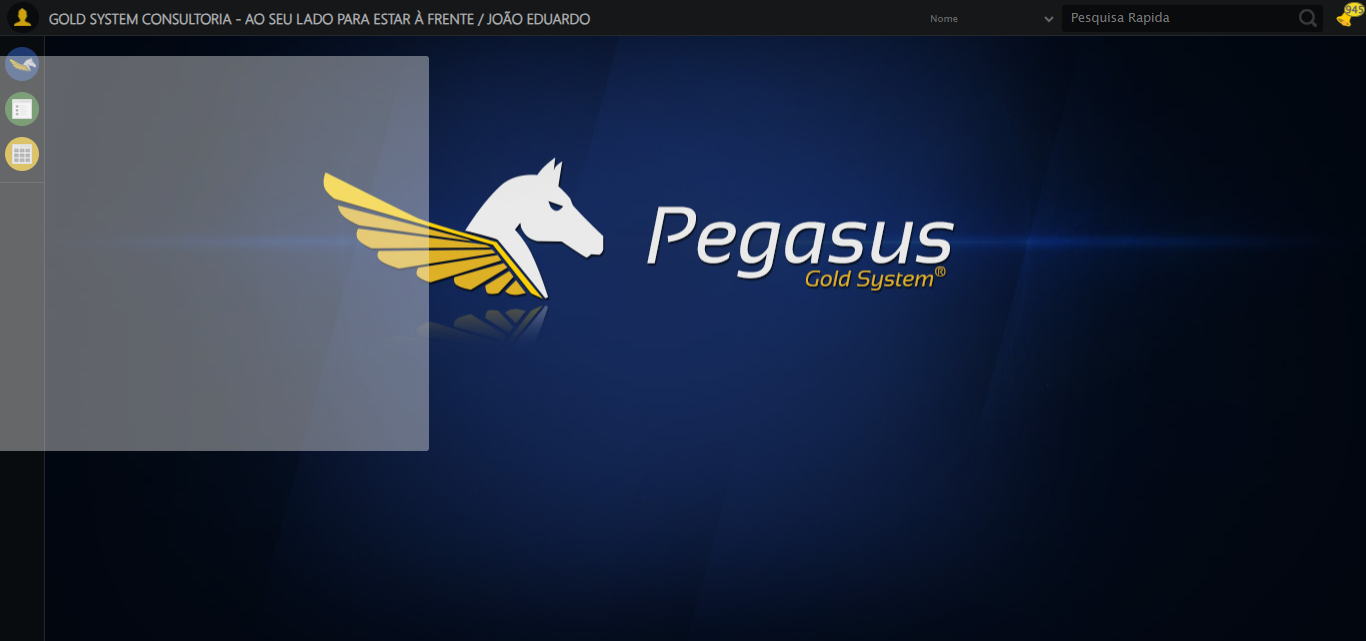 GOLD SYSTEM CONSULTORIA - AO SEU LADO PARA ESTAR À FRENTE / JOÃO EDUARDO
Nome
Pesquisa Rapida
945
Pegasus
Gold System®